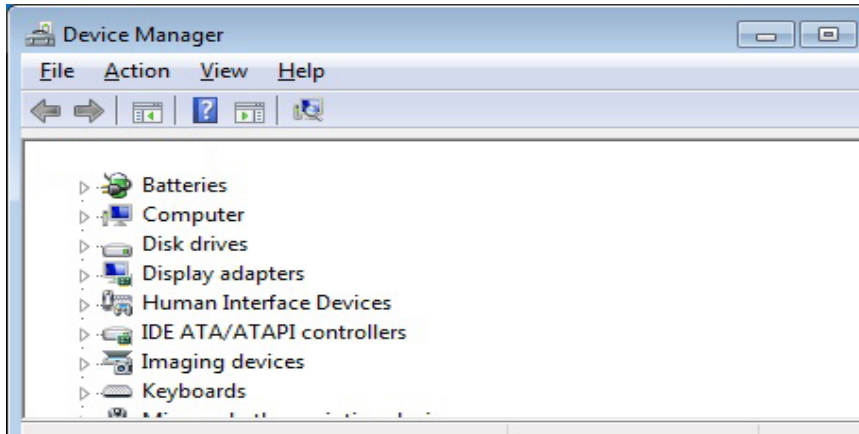 Device Manager
File Action View Help
Batteries
Computer
Disk drives
Display adapters
Human Interface Devices
IDE ATA/ATAPI controllers
Imaging devices
Keyboards